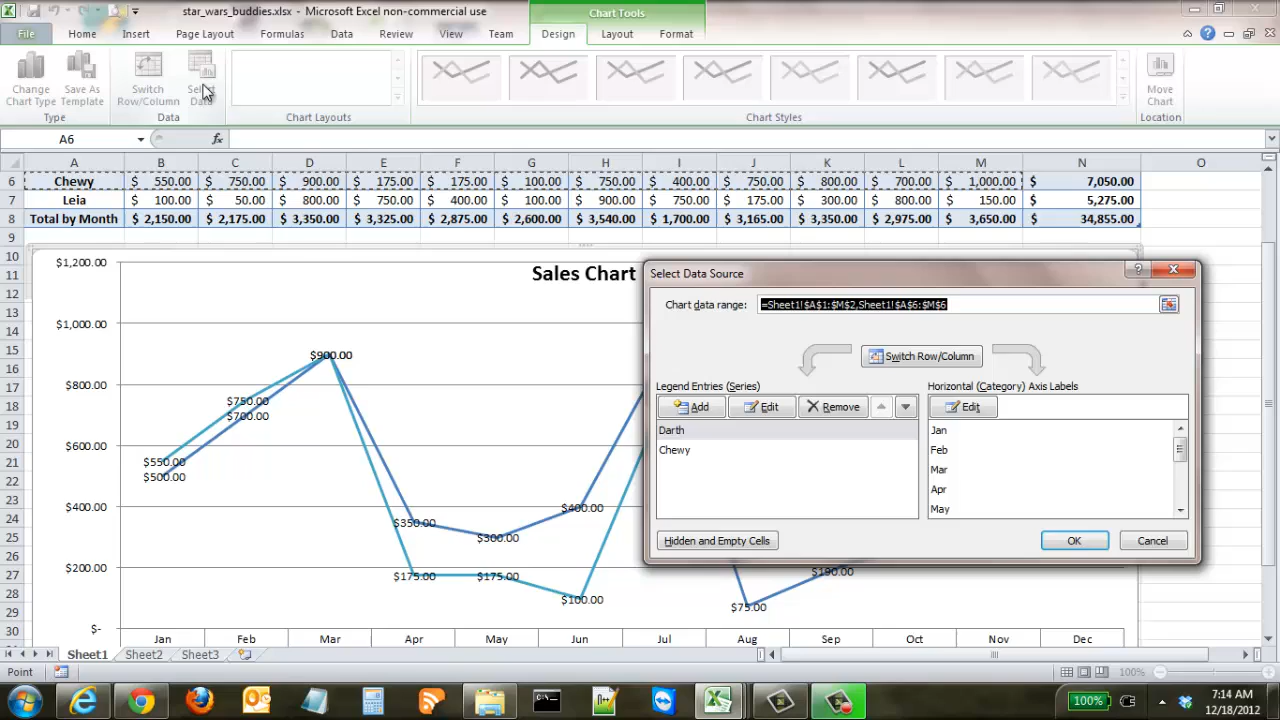 star_wars_buddies.xlsx - Microsoft Excel non-commercial use
Chart Tools
File Home Insert Page Layout Formulas Data Review View Team Design Layout Format
Change Chart Type
Save As Template
Switch Row/Column
Select Data
Move Chart
Type Data Chart Layouts Chart Styles Location
A6 fx
A B C D E F G H I J K L M N O
6 Chewy $ 550.00 $ 750.00 $ 900.00 $ 175.00 $ 175.00 $ 100.00 $ 750.00 $ 400.00 $ 750.00 $ 800.00 $ 700.00 $ 1,000.00 $ 7,050.00
7 Leia $ 100.00 $ 50.00 $ 800.00 $ 750.00 $ 400.00 $ 100.00 $ 900.00 $ 750.00 $ 175.00 $ 300.00 $ 800.00 $ 150.00 $ 5,275.00
8 Total by Month $ 2,150.00 $ 2,175.00 $ 3,350.00 $ 3,325.00 $ 2,875.00 $ 2,600.00 $ 3,540.00 $ 1,700.00 $ 3,165.00 $ 3,350.00 $ 2,975.00 $ 3,650.00 $ 34,855.00
9
10
11
12
13
14
15
16
17
18
19
20
21
22
23
24
25
26
27
28
29
30
31
Sales Chart
$1,200.00
$1,000.00
$800.00
$600.00
$400.00
$200.00
$-
$900.00
$750.00
$700.00
$550.00
$500.00
$350.00
$300.00
$400.00
$175.00
$175.00
$100.00
$75.00
$190.00
Jan Feb Mar Apr May Jun Jul Aug Sep Oct Nov Dec
Select Data Source
Chart data range: =Sheet1!$A$1:$M$2,Sheet1!$A$6:$M$6
Switch Row/Column
Legend Entries (Series)
Add Edit Remove
Darth
Chewy
Horizontal (Category) Axis Labels
Edit
Jan
Feb
Mar
Apr
May
Hidden and Empty Cells OK Cancel
Sheet1 Sheet2 Sheet3
Point 100%
100% 7:14 AM
12/18/2012